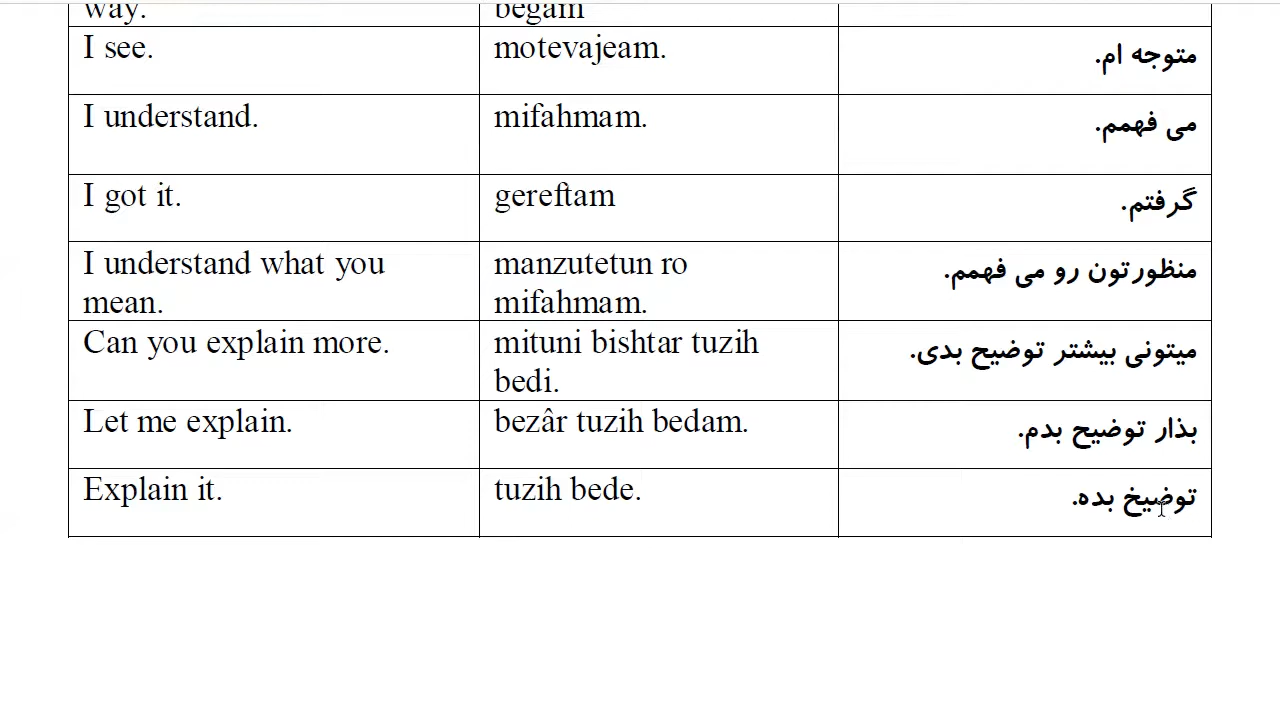 way. begam
I see. motevajeam. متوجه ام.
I understand. mifahmam. می فهمم.
I got it. gereftam گرفتم.
I understand what you manzutetun ro منظورتون رو می فهمم.
mean. mifahmam.
Can you explain more. mituni bishtar tuzih میتونی بیشتر توضیح بدی.
bedi.
Let me explain. bezâr tuzih bedam. بذار توضیح بدم.
Explain it. tuzih bede. توضیخ بده.